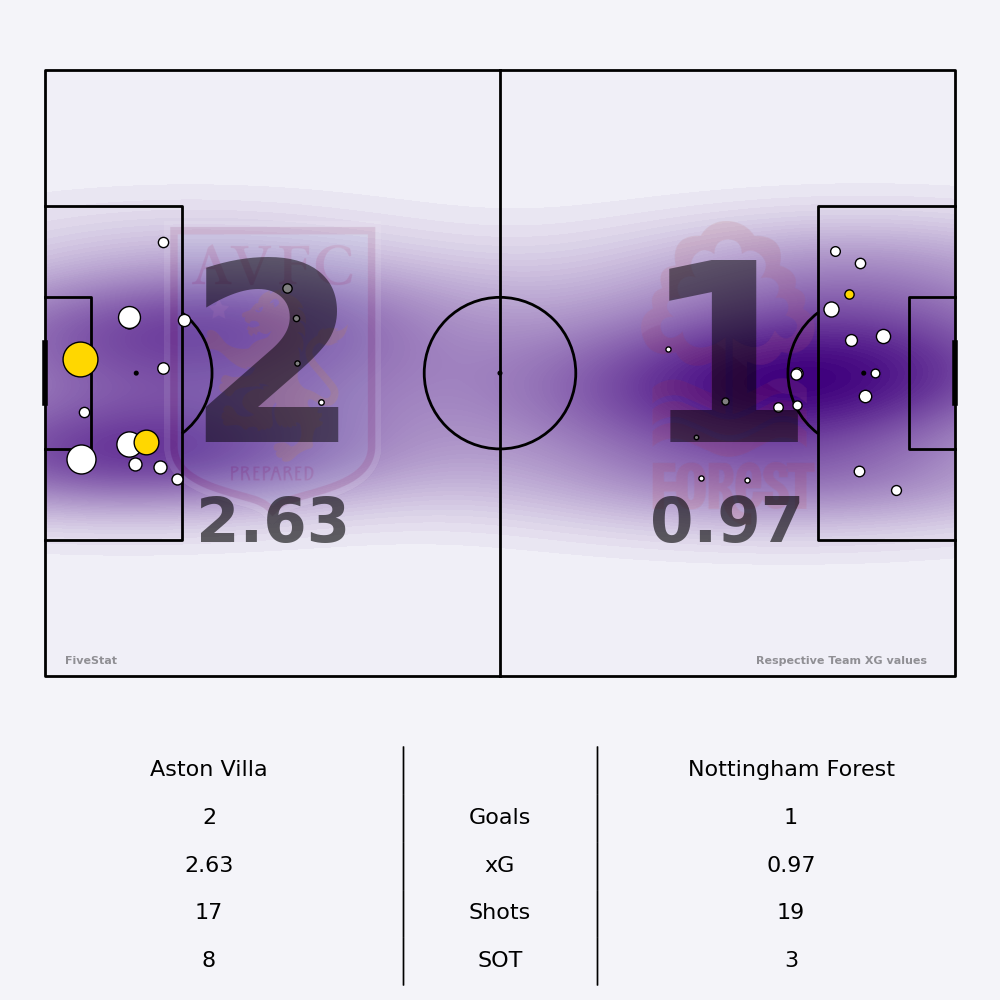 AVFC
2
1
PREPARED
FOREST
2.63
0.97
FiveStat
Respective Team XG values
Aston Villa
Nottingham Forest
2
Goals
1
2.63
xG
0.97
17
Shots
19
8
SOT
3